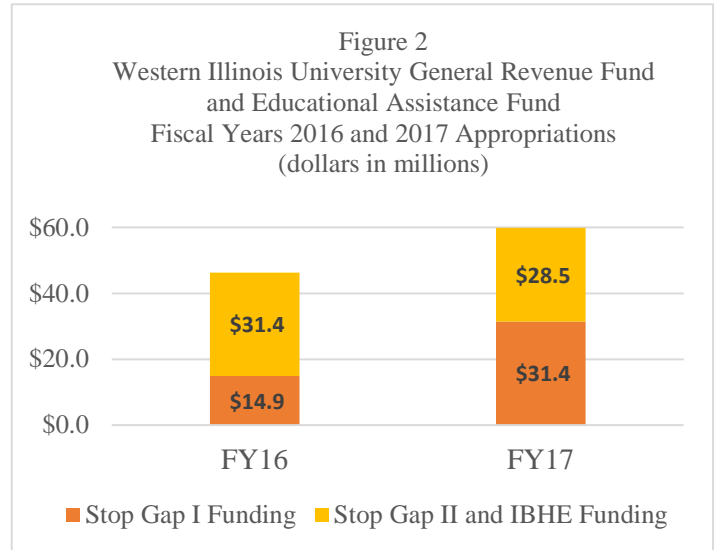 Figure 2
Western Illinois University General Revenue Fund
and Educational Assistance Fund
Fiscal Years 2016 and 2017 Appropriations
(dollars in millions)
$60.0
$40.0
$20.0
$0.0
$31.4
$14.9
$28.5
$31.4
FY16
FY17
Stop Gap I Funding
Stop Gap II and IBHE Funding